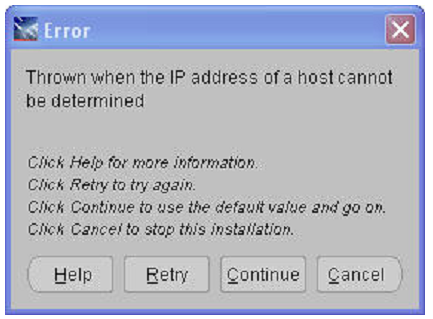 Error
Thrown when the IP address of a host cannot
be determined
Click Help for more information.
Click Retry to try again.
Click Continue to use the default value and go on.
Click Cancel to stop this installation.
Help Retry Continue Cancel